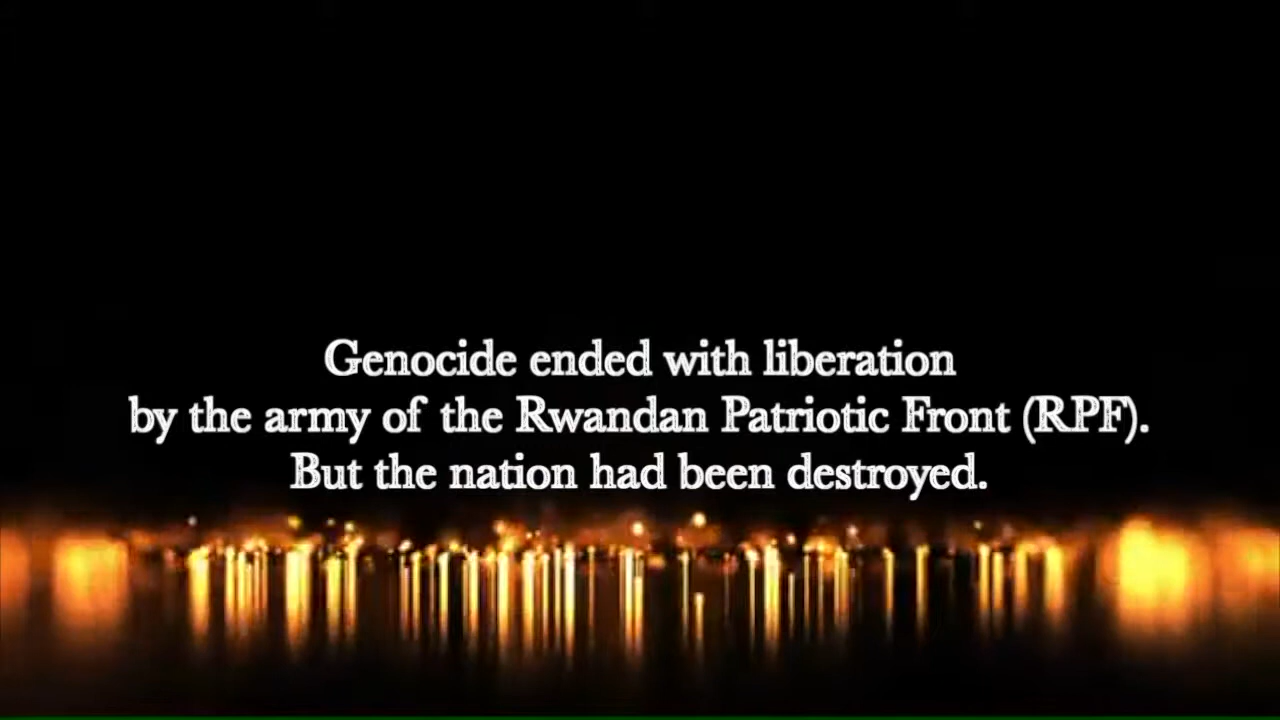 Genocide ended with liberation
by the army of the Rwandan Patriotic Front (RPF).
But the nation had been destroyed.